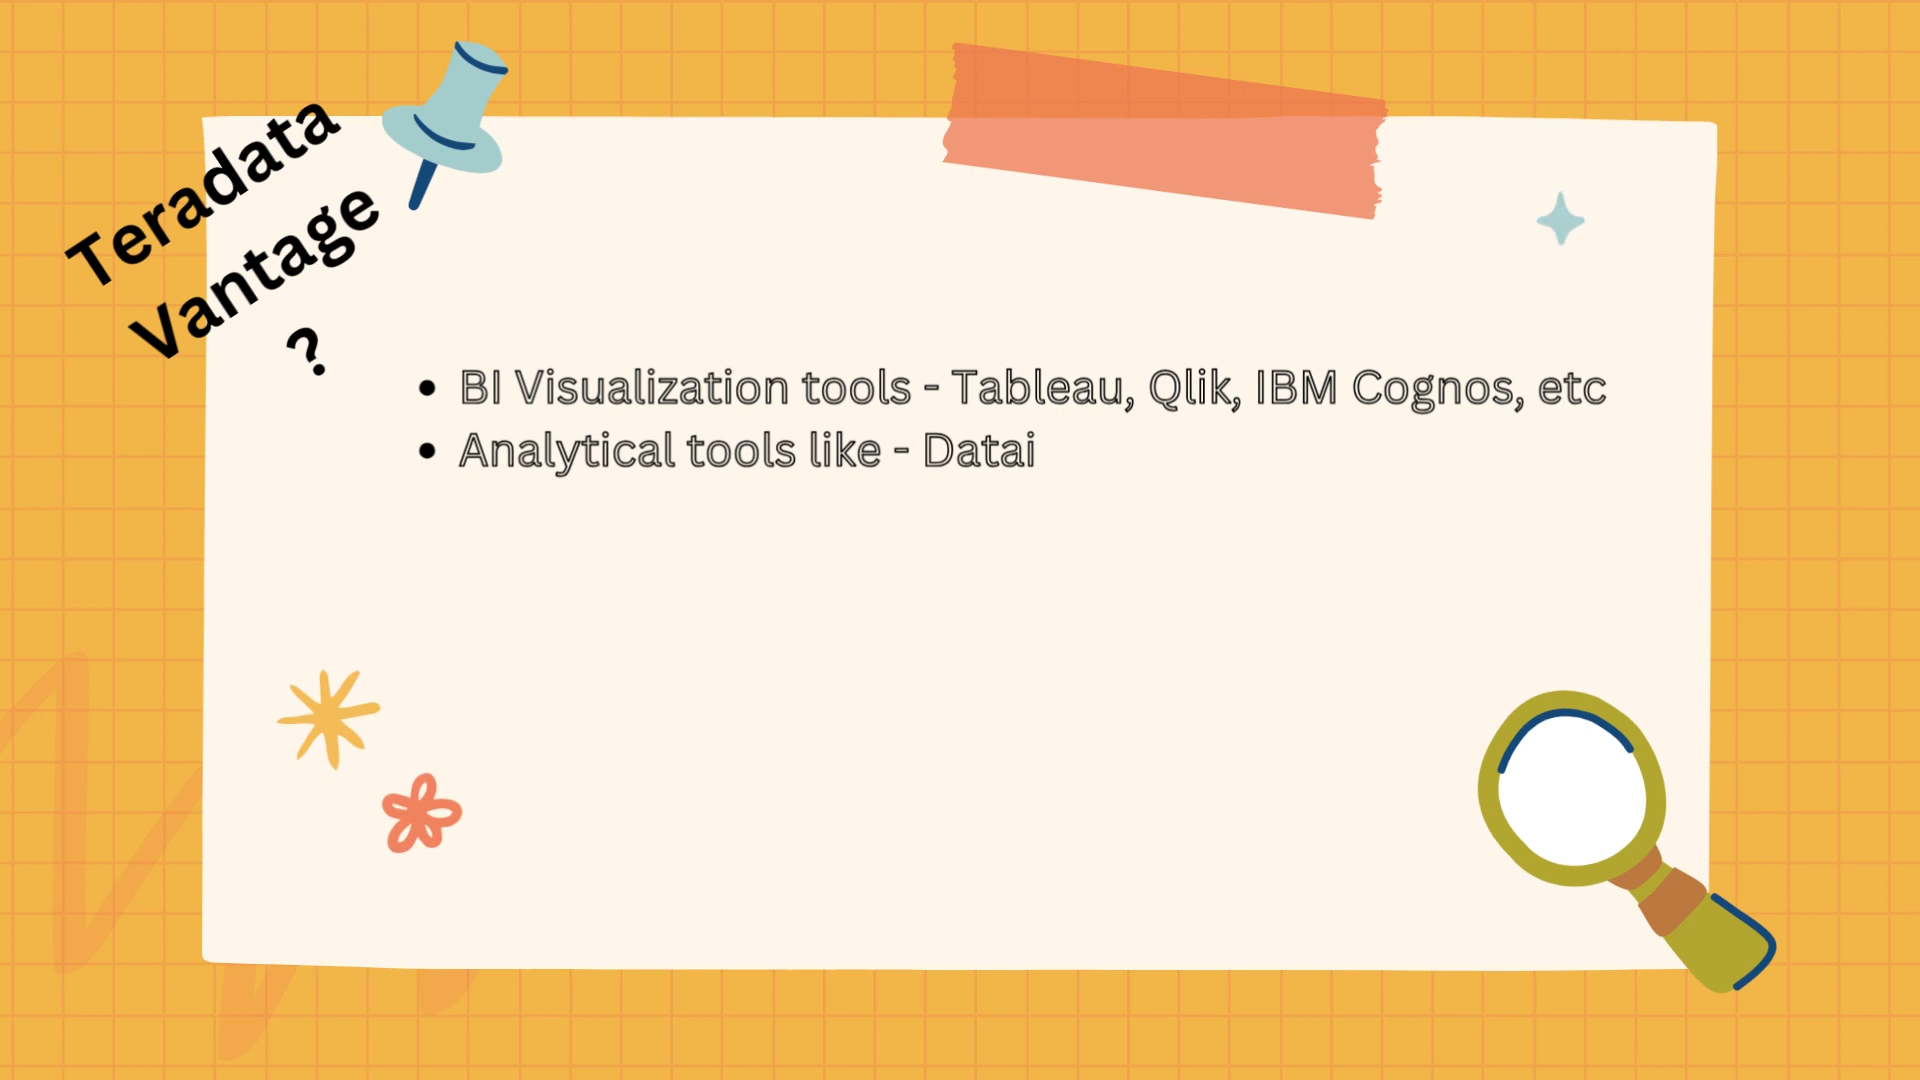 Teradata
Vantage
?
• BI Visualization tools - Tableau, Qlik, IBM Cognos, etc
• Analytical tools like - Datai